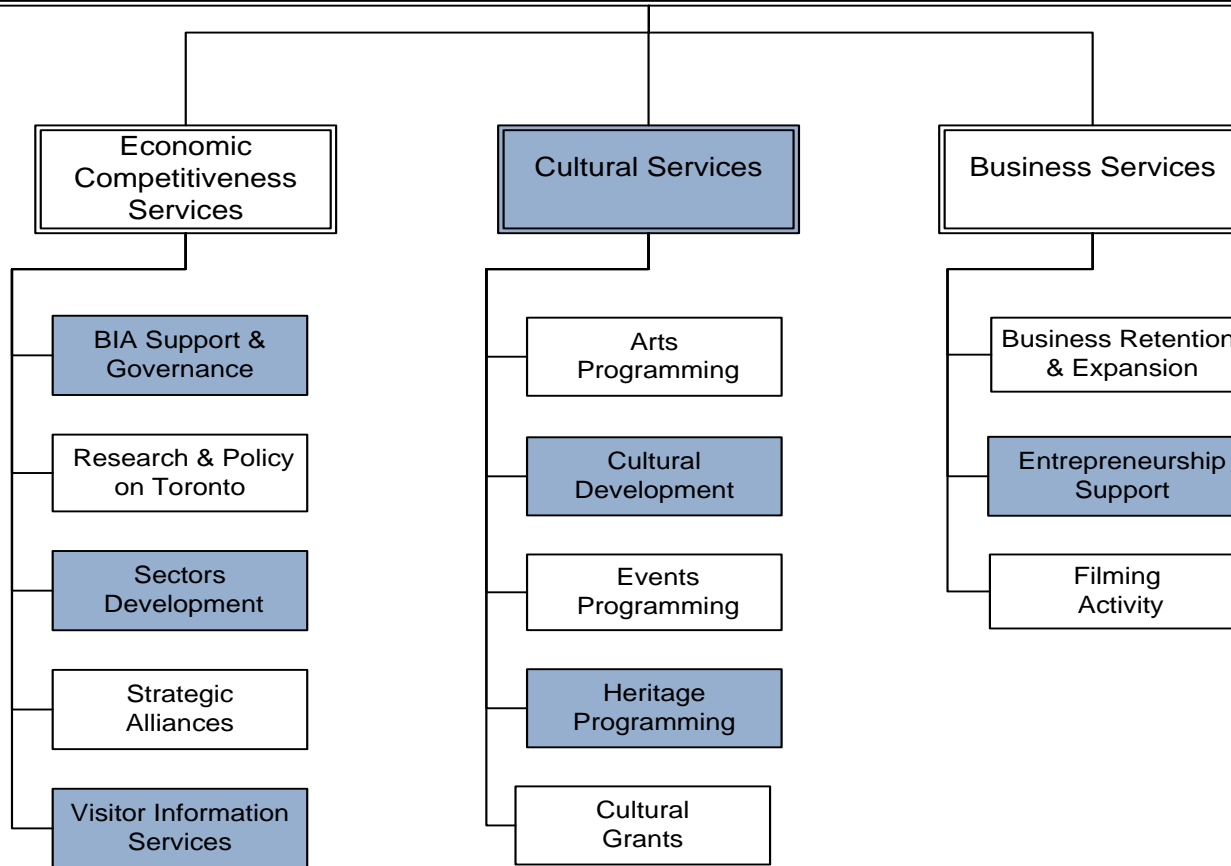 Economic
Competitiveness
Services
BIA Support &
Governance
Research & Policy
on Toronto
Sectors
Development
Strategic
Alliances
Visitor Information
Services
Cultural Services
Arts
Programming
Cultural
Development
Events
Programming
Heritage
Programming
Cultural
Grants
Business Services
Business Retention
& Expansion
Entrepreneurship
Support
Filming
Activity